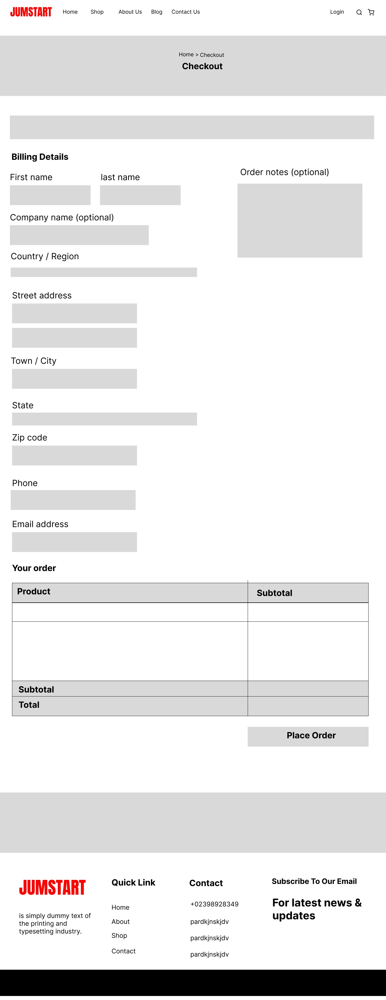 JUMSTART Home Shop About Us Blog Contact Us Login
Home > Checkout
Checkout
Billing Details
Order notes (optional)
First name last name
Company name (optional)
Country / Region
Street address
Town / City
State
Zip code
Phone
Email address
Your order
Product Subtotal
Subtotal
Total
Place Order
JUMSTART
is simply dummy text of
the printing and
typesetting industry.
Quick Link
Home
About
Shop
Contact
Contact
+02398928349
pardkjnskjdv
pardkjnskjdv
pardkjnskjdv
Subscribe To Our Email
For latest news &
updates